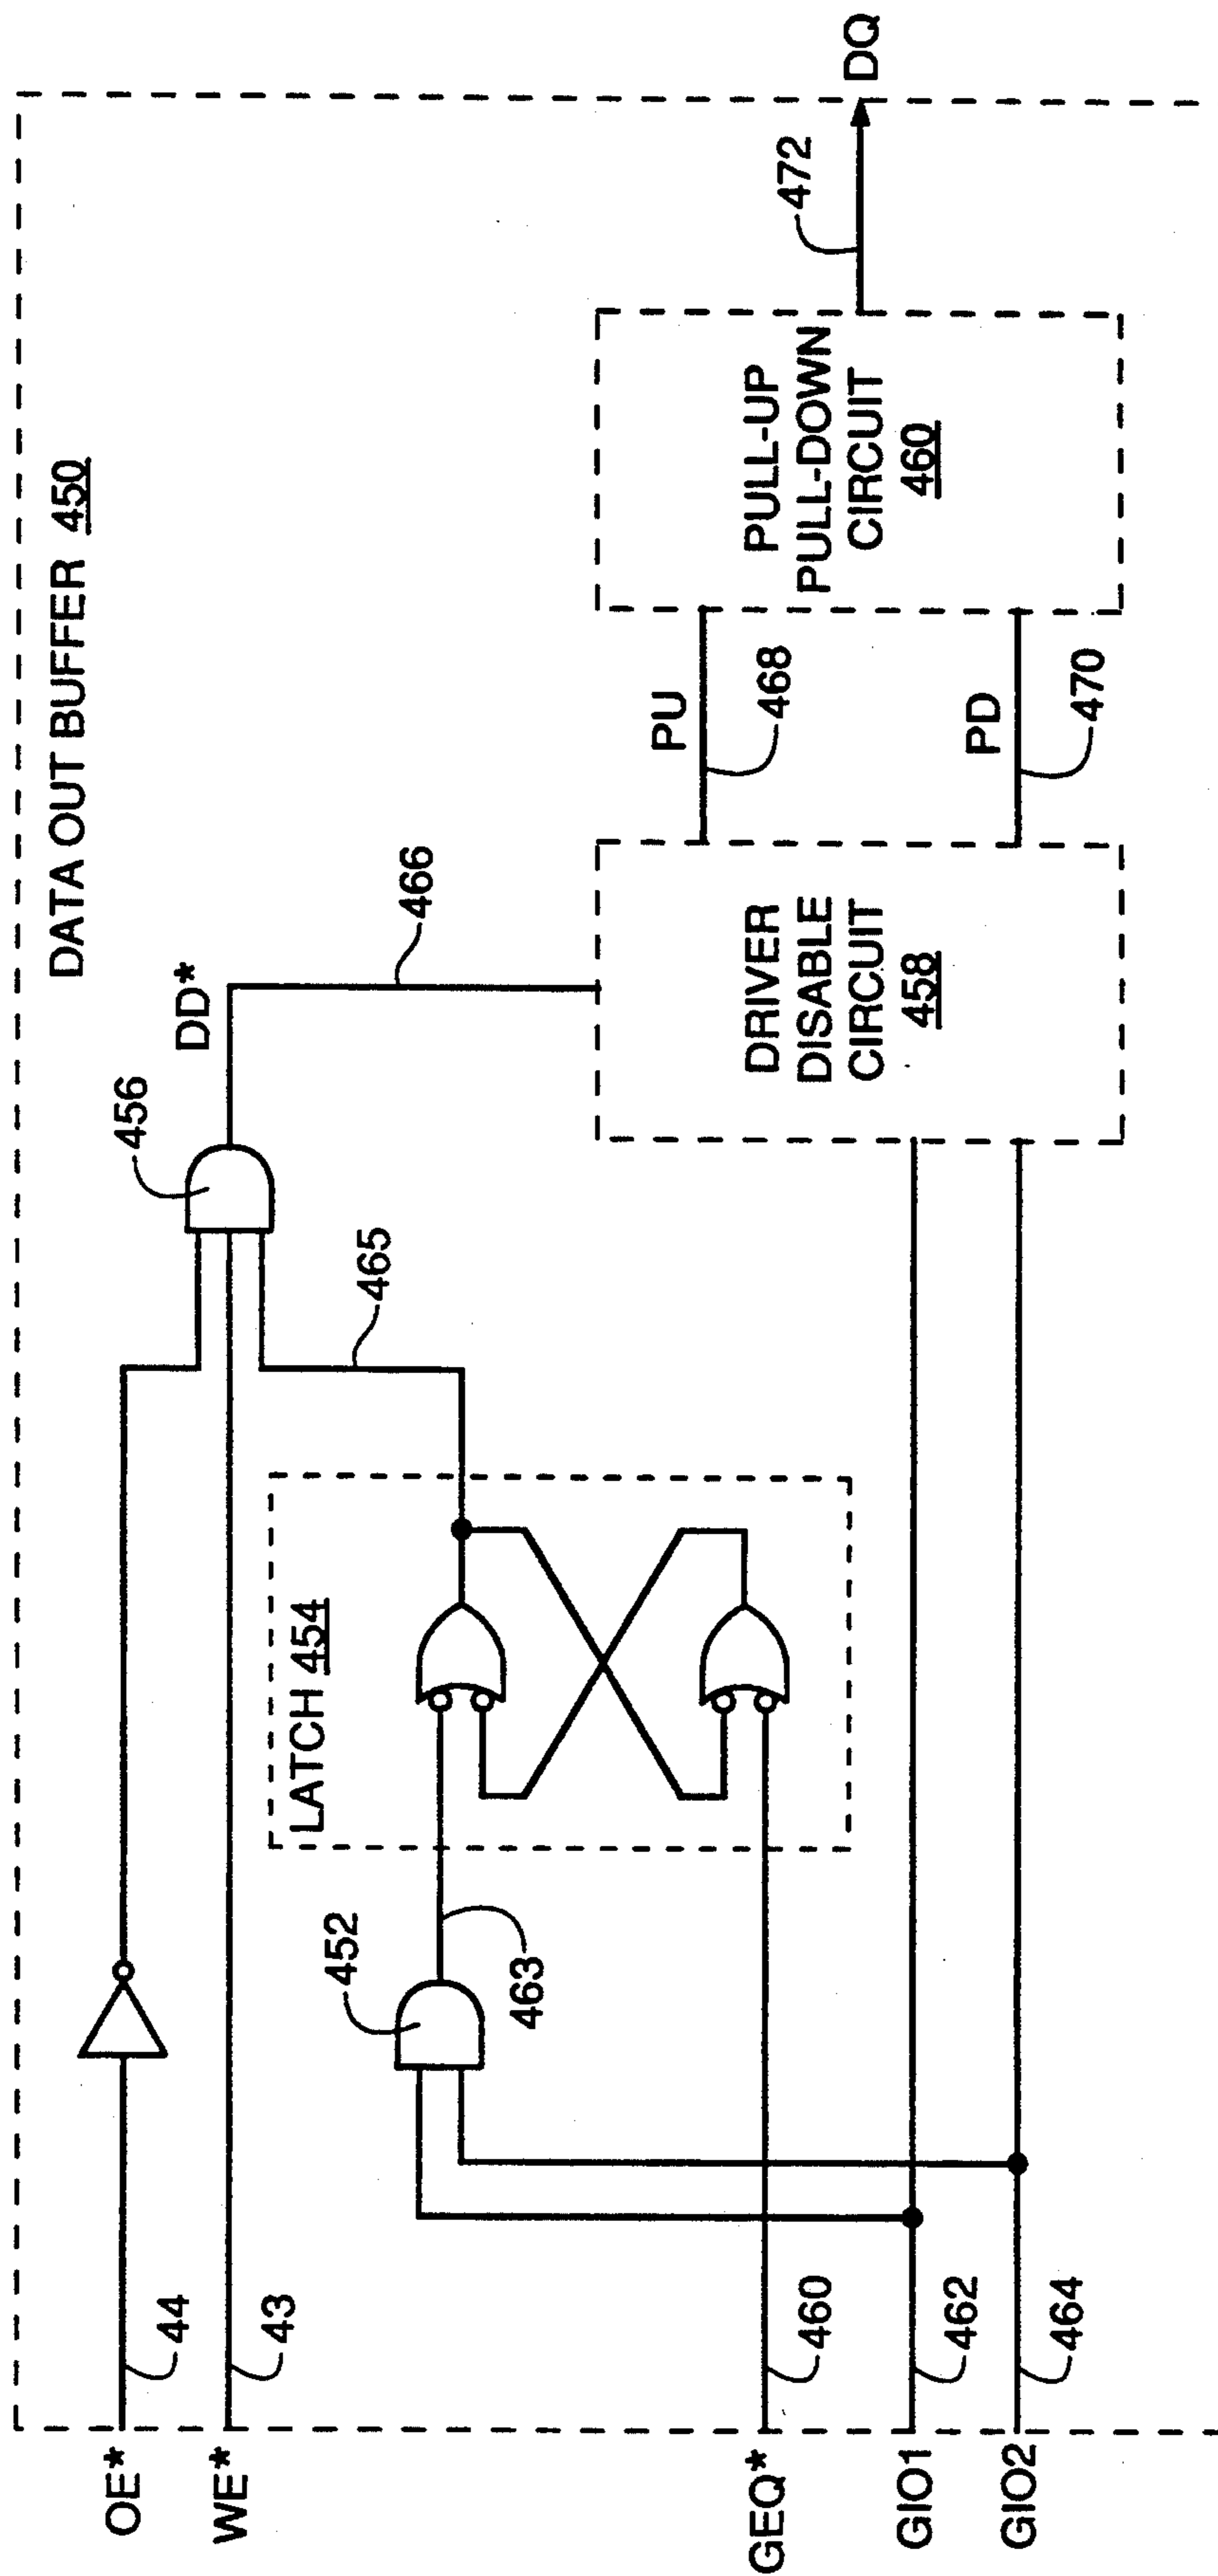 DATA OUT BUFFER 450
OE*
44
WE*
43
456
DD*
466
465
LATCH 454
452
463
GEQ*
460
GIO1
462
GIO2
464
DRIVER
DISABLE
CIRCUIT
458
PU
468
PD
470
PULL-UP
PULL-DOWN
CIRCUIT
460
472
DQ